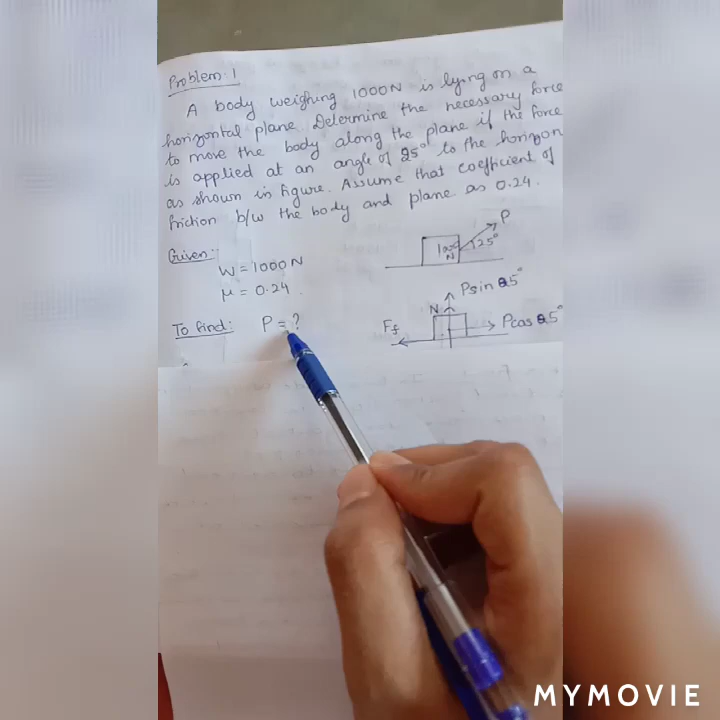 Problem. 1
A body weighing 1000N is lying on a
horizontal plane. Determine the necessary force
to move the body along the plane if the force
is applied at an angle of 25° to the horizon
as shown in figure. Assume that coefficient of
friction b/w the body and plane as 0.24.
Given:-
W = 1000N
μ = 0.24
To find: P = ?
P
25°
N
P sin 25°
N
Ff
P cos 25°
MYMOVIE